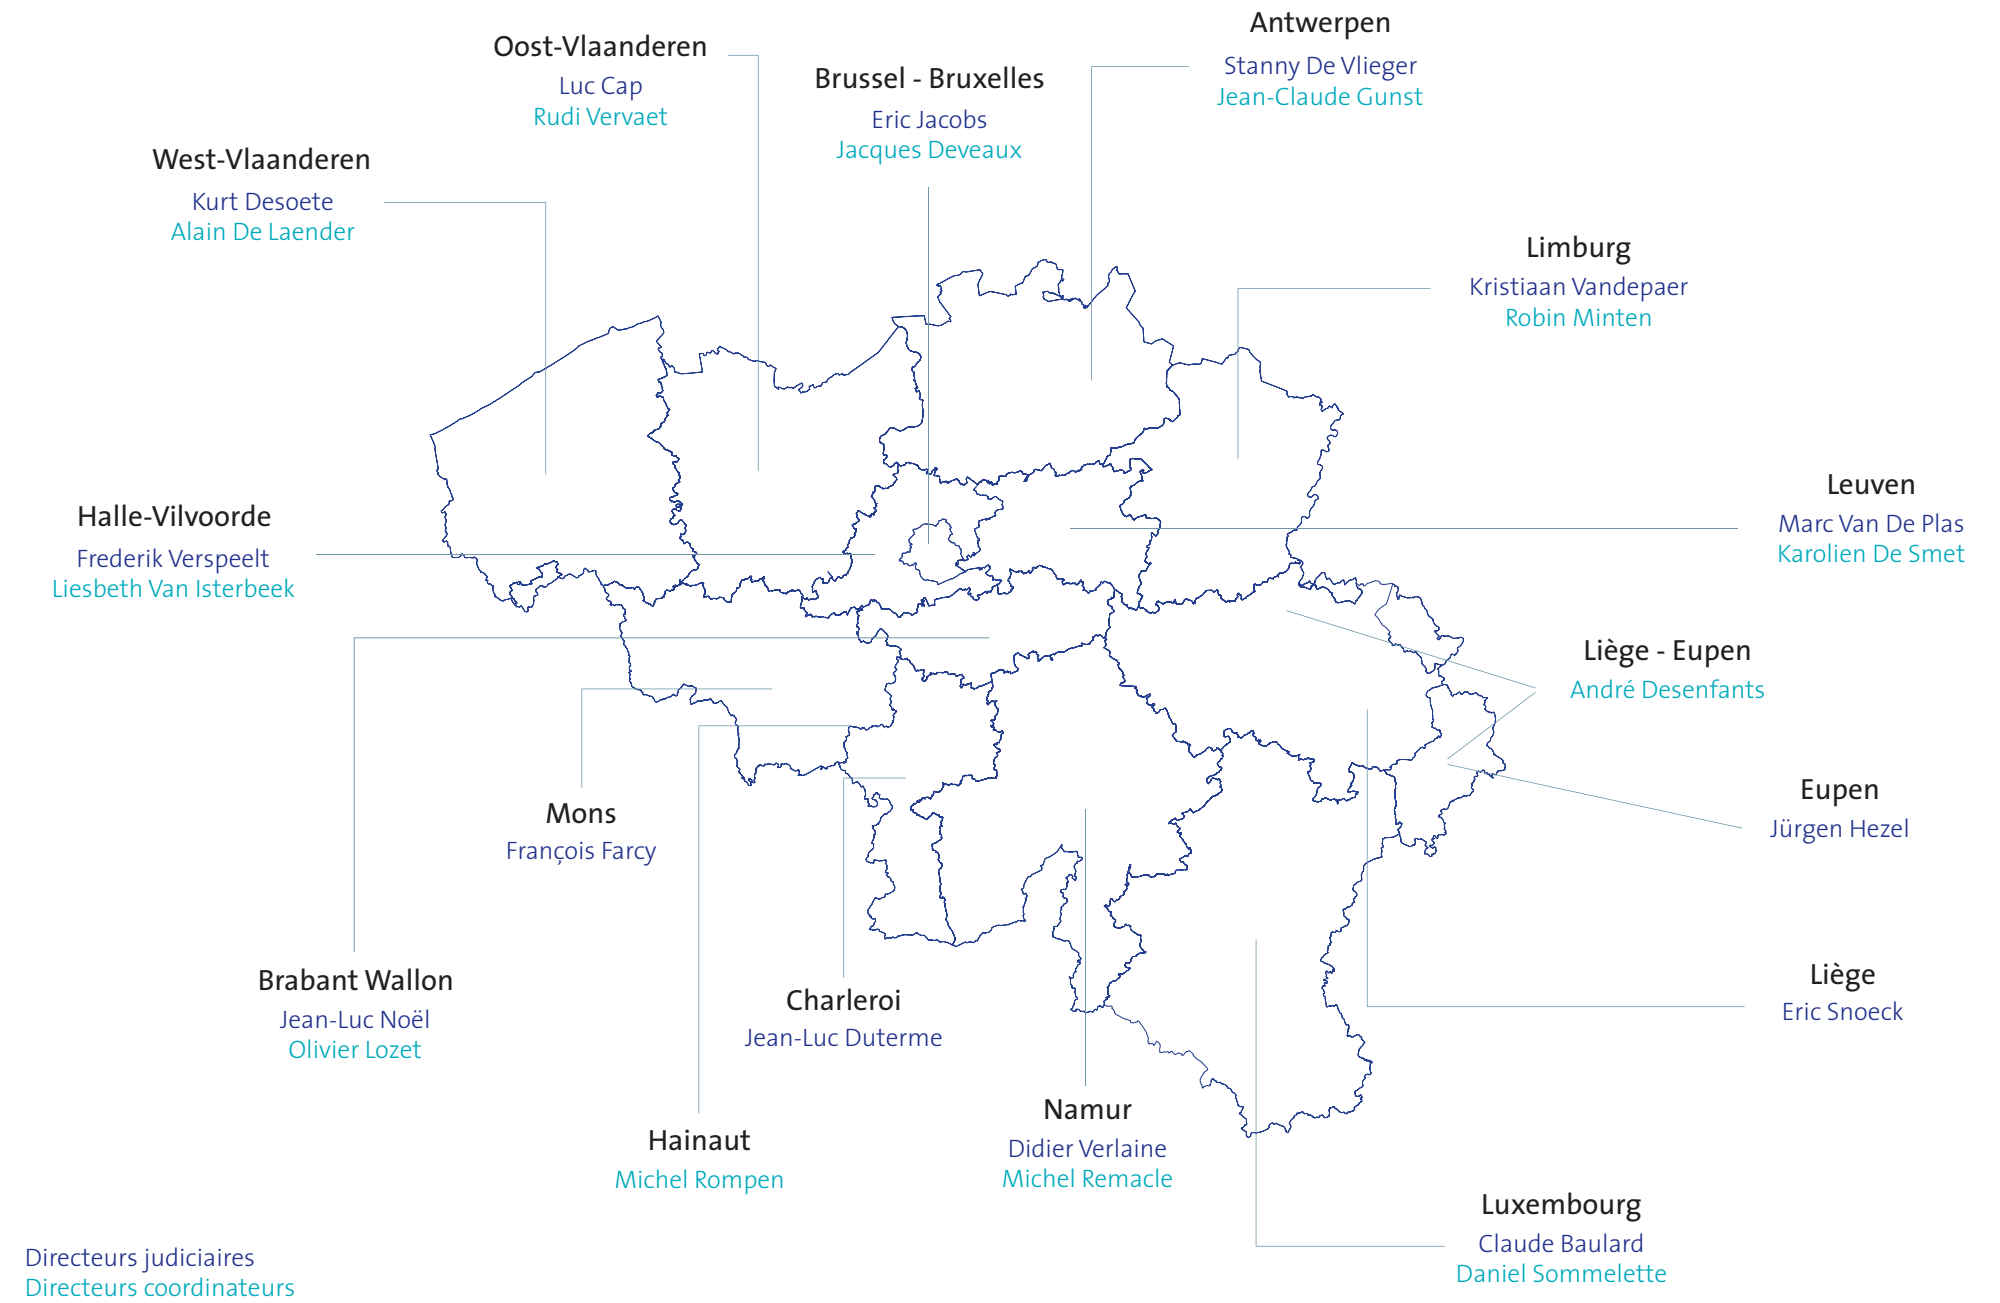 Antwerpen
Stanny De Vlieger
Jean-Claude Gunst
Oost-Vlaanderen
Luc Cap
Rudi Vervaet
Brussel - Bruxelles
Eric Jacobs
Jacques Deveaux
West-Vlaanderen
Kurt Desoete
Alain De Laender
Limburg
Kristiaan Vandepaer
Robin Minten
Leuven
Marc Van De Plas
Karolien De Smet
Halle-Vilvoorde
Frederik Verspeelt
Liesbeth Van Isterbeek
Liège - Eupen
André Desenfants
Eupen
Jürgen Hezel
Mons
François Farcy
Liège
Eric Snoeck
Brabant Wallon
Jean-Luc Noël
Olivier Lozet
Charleroi
Jean-Luc Duterme
Namur
Didier Verlaine
Michel Remacle
Hainaut
Michel Rompen
Luxembourg
Claude Baulard
Daniel Sommelette
Directeurs judiciaires
Directeurs coordinateurs